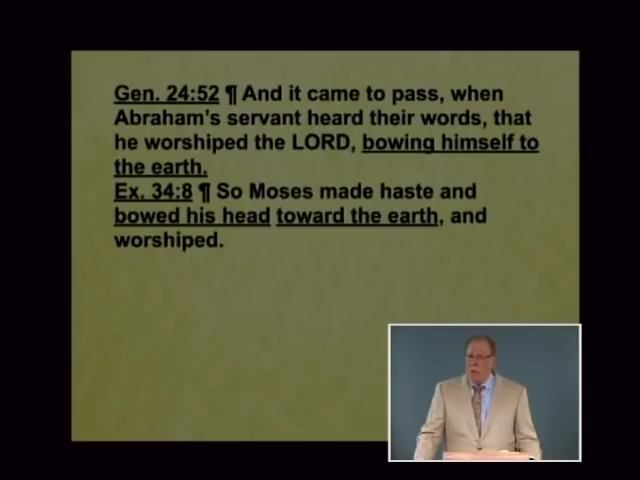 Gen. 24:52 ¶ And it came to pass, when
Abraham’s servant heard their words, that
he worshiped the LORD, bowing himself to
the earth.
Ex. 34:8 ¶ So Moses made haste and
bowed his head toward the earth, and
worshiped.